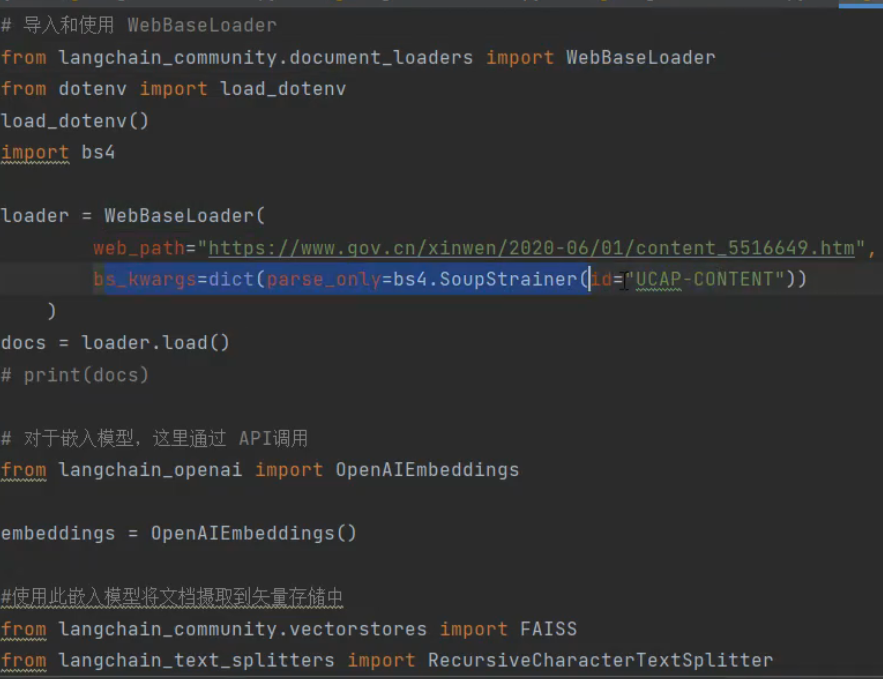 # 导入和使用 WebBaseLoader
from langchain_community.document_loaders import WebBaseLoader
from dotenv import load_dotenv
load_dotenv()
import bs4
loader = WebBaseLoader(
web_path="https://www.gov.cn/xinwen/2020-06/01/content_5516649.htm",
bs_kwargs=dict(parse_only=bs4.SoupStrainer(id="UCAP-CONTENT"))
)
docs = loader.load()
# print(docs)
# 对于嵌入模型，这里通过 API调用
from langchain_openai import OpenAIEmbeddings
embeddings = OpenAIEmbeddings()
#使用此嵌入模型将文档摄取到矢量存储中
from langchain_community.vectorstores import FAISS
from langchain_text_splitters import RecursiveCharacterTextSplitter